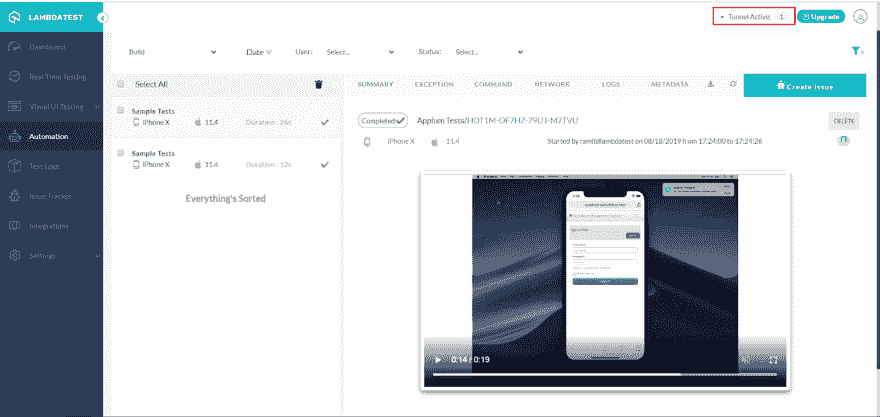 LAMBDATEST
Tunnel Active: 1
Upgrade
Dashboard
Real Time Testing
Visual UI Testing
Automation
Test Logs
Issue Tracker
Integrations
Settings
Build
Date
User: Select...
Status: Select...
Select All
Sample Tests
iPhone X 11.4 Duration : 26s
Sample Tests
iPhone X 11.4 Duration : 12s
Everything's Sorted
SUMMARY EXCEPTION COMMAND NETWORK LOGS METADATA
Create Issue
Completed Appium Tests/
DELETE
iPhone X 11.4 Started by ramitdlambdatest on 08/18/2019 from 17:24:00 to 17:24:26
0:14 / 0:19